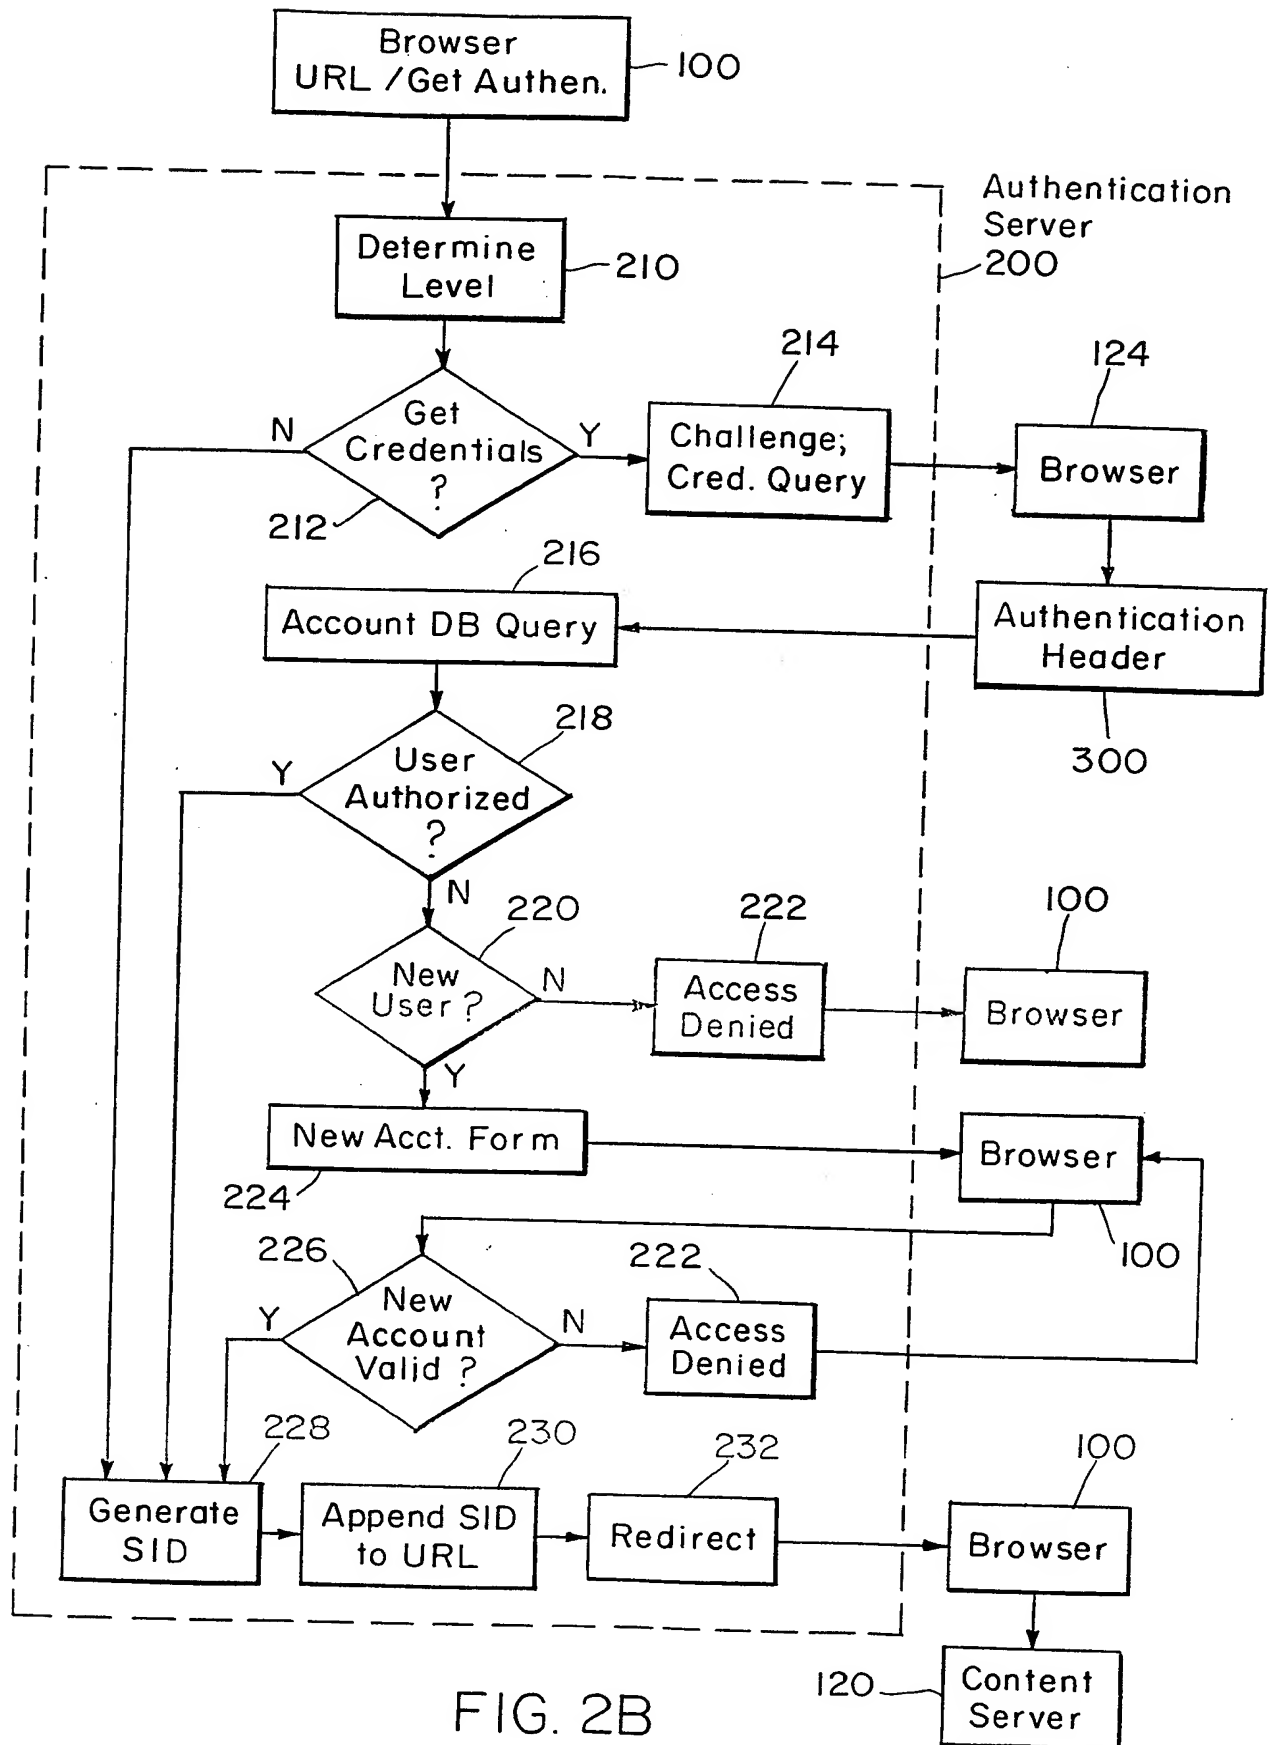 Browser
URL /Get Authen.
100
Authentication
Server
200
Determine
Level
210
214
124
N
Get
Credentials
?
Y
212
Challenge;
Cred. Query
Browser
216
Account DB Query
Authentication
Header
300
218
Y
User
Authorized
?
N
220
222
100
New
User ?
N
Access
Denied
Browser
Y
New Acct. Form
224
Browser
100
226
222
Y
New
Account
Valid ?
N
Access
Denied
228
230
232
100
Generate
SID
Append SID
to URL
Redirect
Browser
120
Content
Server
FIG. 2B